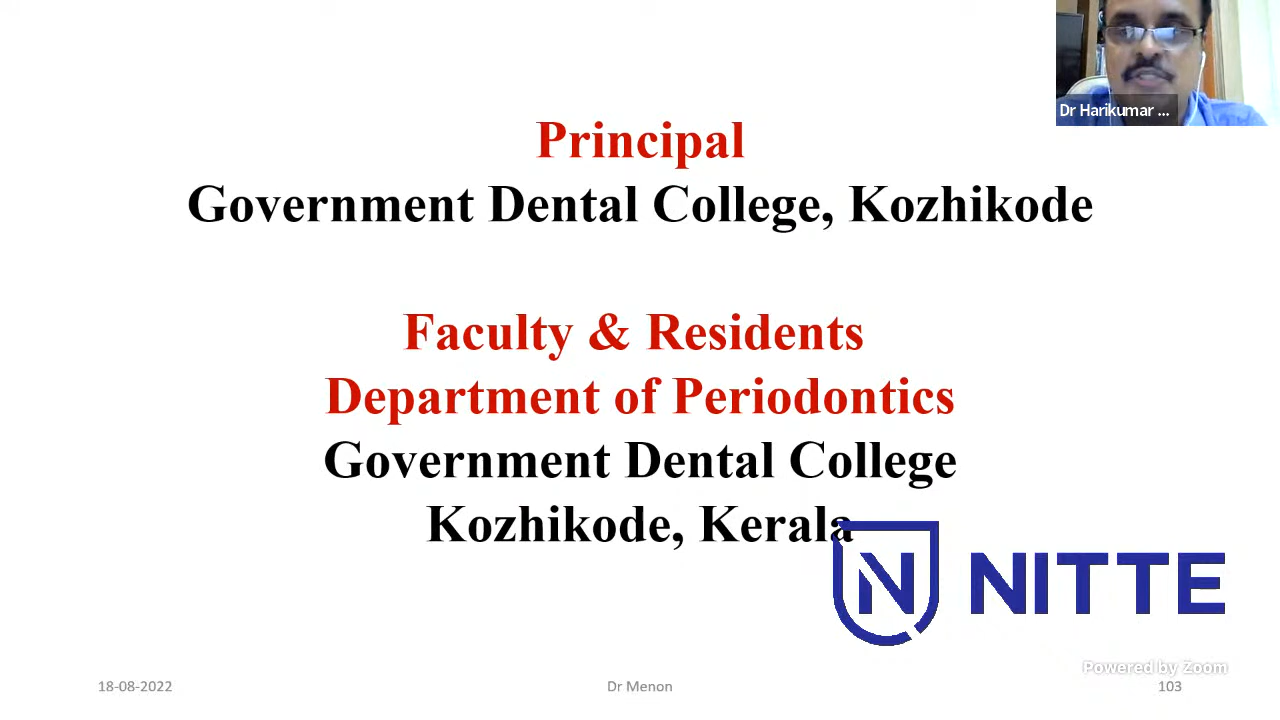 Dr Harikumar ...
Principal
Government Dental College, Kozhikode
Faculty & Residents
Department of Periodontics
Government Dental College
Kozhikode, Kerala
N NITTE
Powered by Zoom
18-08-2022 Dr Menon 103